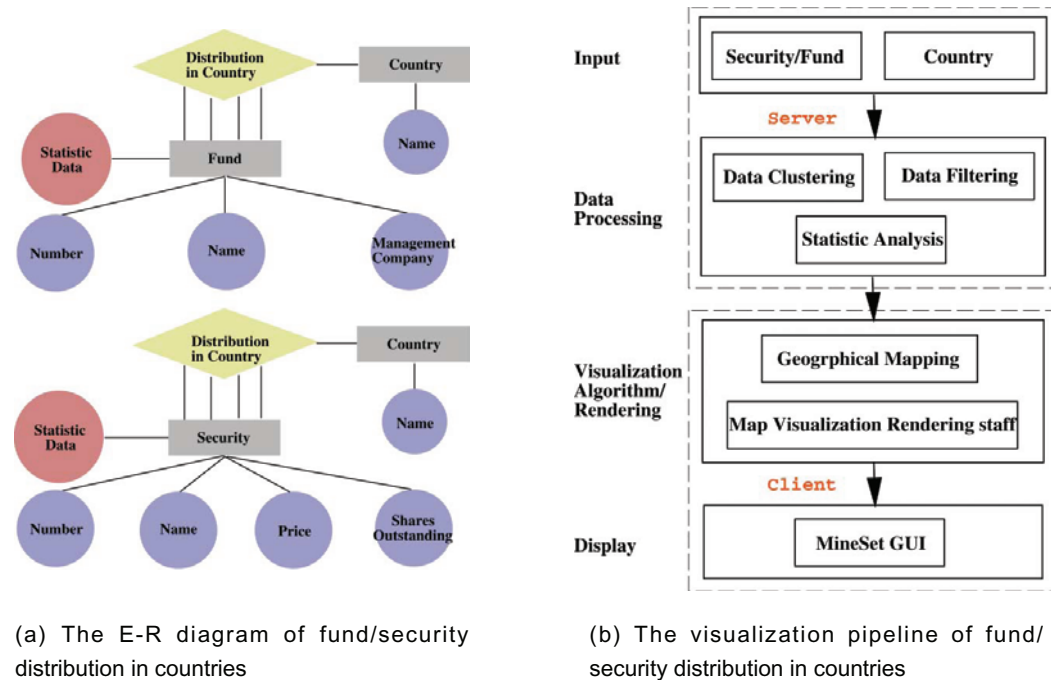 Distribution
in Country
Country
Name
Statistic
Data
Fund
Number
Name
Management
Company
Distribution
in Country
Country
Name
Statistic
Data
Security
Number
Name
Price
Shares
Outstanding
(a) The E-R diagram of fund/security
distribution in countries
Input
Security/Fund
Country
Server
Data
Processing
Data Clustering
Data Filtering
Statistic Analysis
Visualization
Algorithm/
Rendering
Geogrphical Mapping
Map Visualization Rendering staff
Client
Display
MineSet GUI
(b) The visualization pipeline of fund/
security distribution in countries